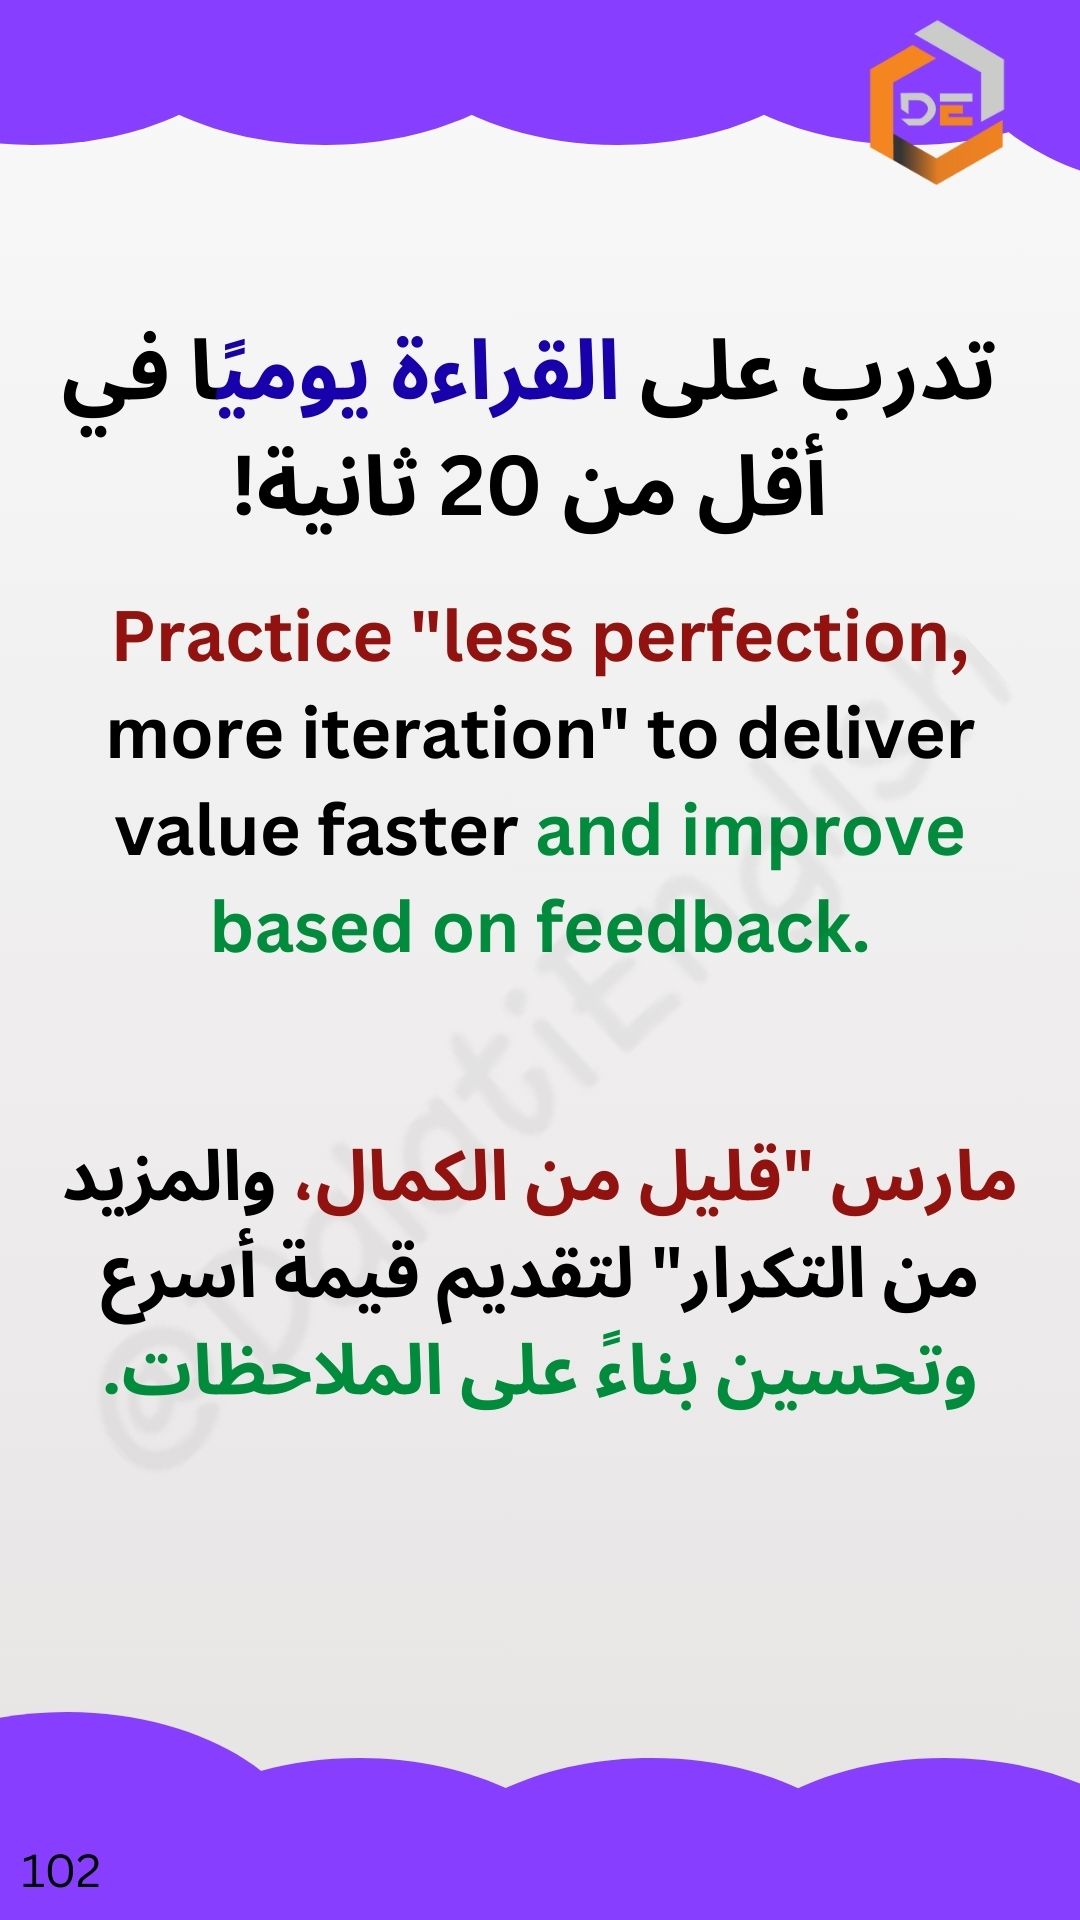 DE
تدرب على القراءة يوميًا في
أقل من 20 ثانية!
Practice "less perfection,
more iteration" to deliver
value faster and improve
based on feedback.
@DdatiEnglish
مارس "قليل من الكمال، والمزيد
من التكرار" لتقديم قيمة أسرع
وتحسين بناءً على الملاحظات.
102